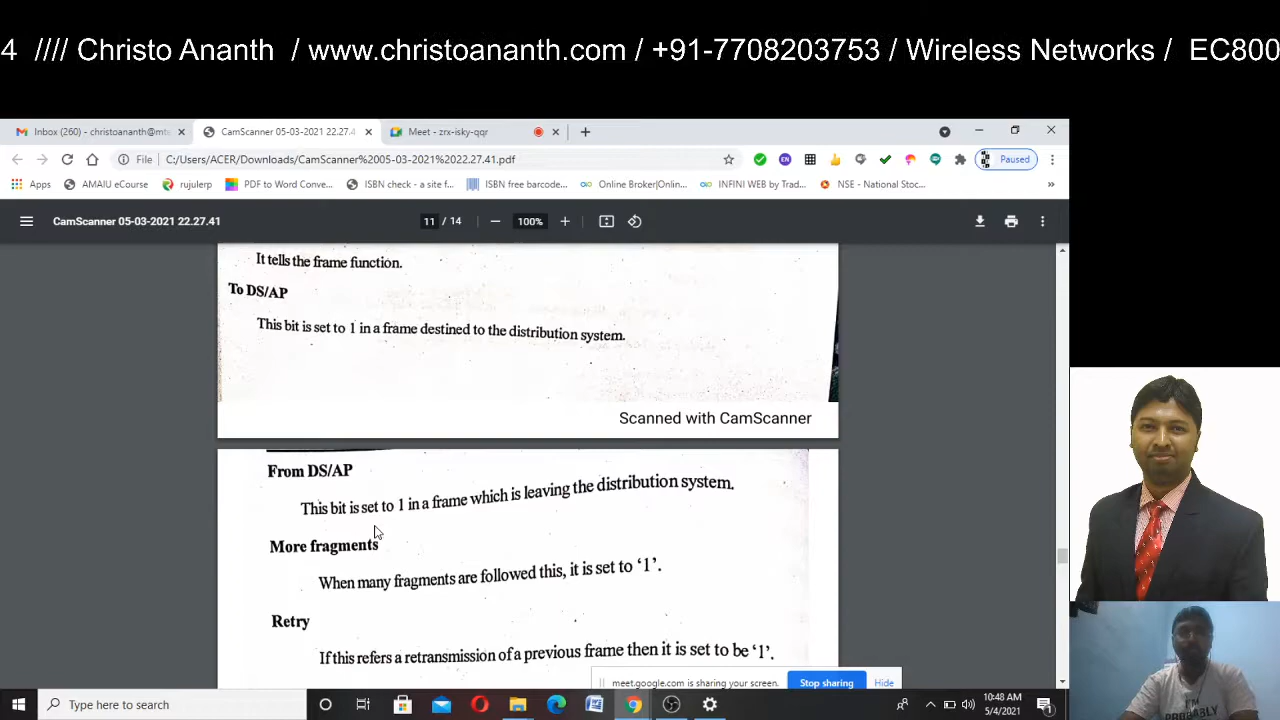 4 //// Christo Ananth / www.christoananth.com / +91-7708203753 / Wireless Networks / EC800
Inbox (260) - christoananth@mte
CamScanner 05-03-2021 22.27.4
Meet - zrx-isky-qqr
File
C:/Users/ACER/Downloads/CamScanner%2005-03-2021%2022.27.41.pdf
EN
Paused
Apps
AMAIU eCourse
rujulerp
PDF to Word Conve...
ISBN check - a site f...
ISBN free barcode...
Online Broker|Onlin...
INFINI WEB by Trad...
NSE - National Stoc...
CamScanner 05-03-2021 22.27.41
11 / 14
100%
It tells the frame function.
To DS/AP
This bit is set to 1 in a frame destined to the distribution system.
Scanned with CamScanner
From DS/AP
This bit is set to 1 in a frame which is leaving the distribution system.
More fragments
When many fragments are followed this, it is set to ‘1’.
Retry
If this refers a retransmission of a previous frame then it is set to be ‘1’.
meet.google.com is sharing your screen.
Stop sharing
Hide
Type here to search
10:48 AM
5/4/2021
I'M
PROBABLY